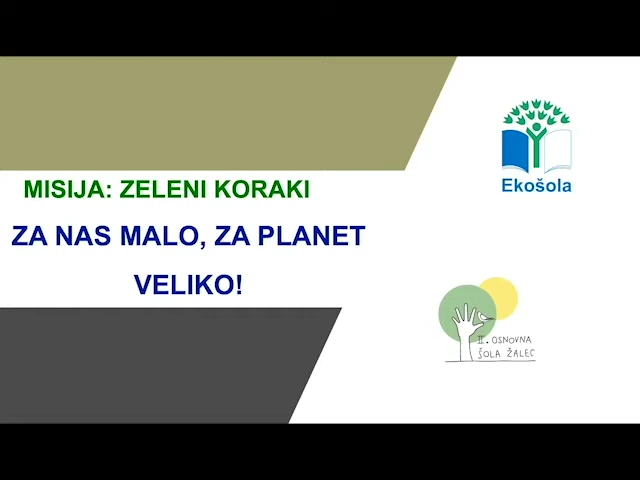 MISIJA: ZELENI KORAKI
ZA NAS MALO, ZA PLANET
VELIKO!
Ekošola
II. OSNOVNA
ŠOLA ŽALEC